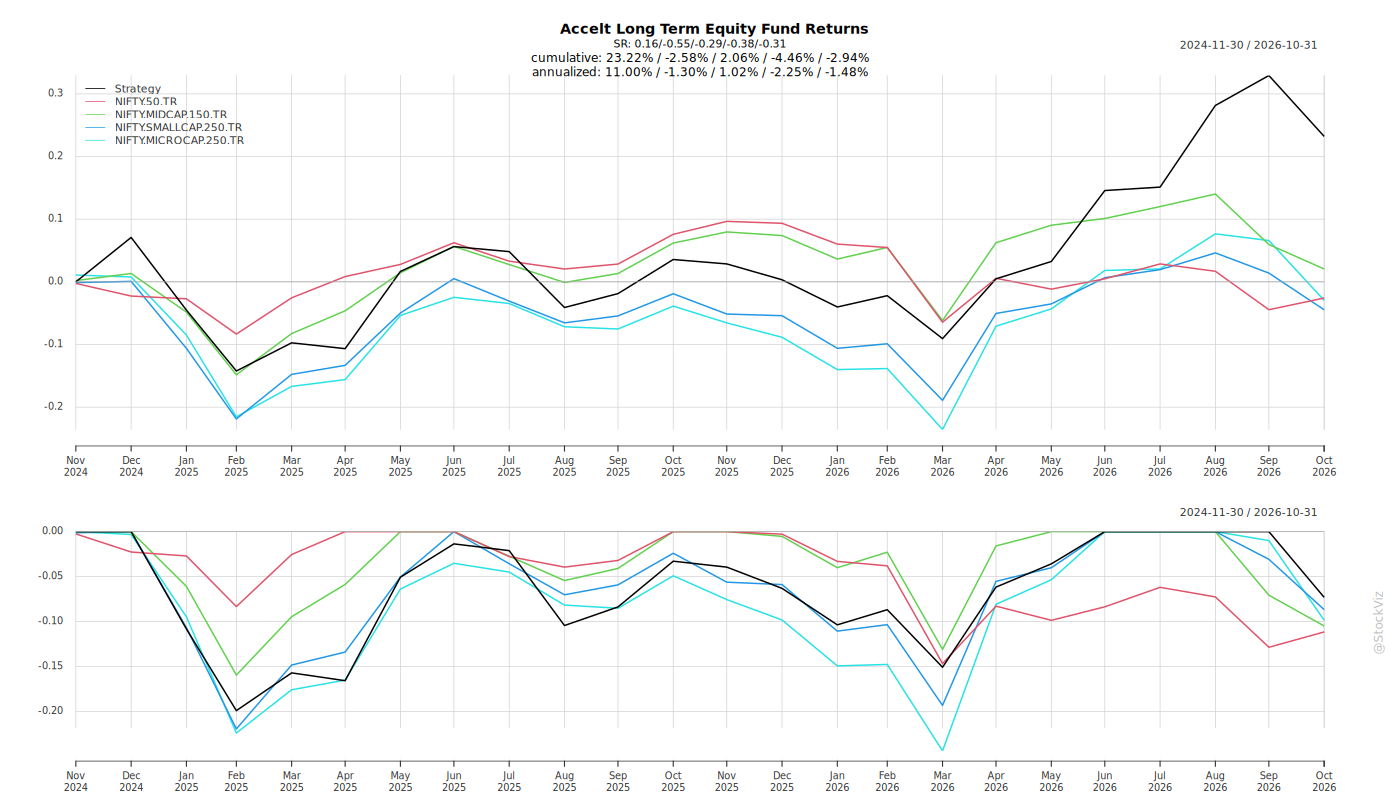 Accelt Long Term Equity Fund Returns
SR: 0.16/-0.55/-0.29/-0.38/-0.31
cumulative: 23.22% / -2.58% / 2.06% / -4.46% / -2.94%
annualized: 11.00% / -1.30% / 1.02% / -2.25% / -1.48%
2024-11-30 / 2026-10-31
Strategy
NIFTY.50.TR
NIFTY.MIDCAP.150.TR
NIFTY.SMALLCAP.250.TR
NIFTY.MICROCAP.250.TR
0.3
0.2
0.1
0.0
-0.1
-0.2
Nov Dec Jan Feb Mar Apr May Jun Jul Aug Sep Oct Nov Dec Jan Feb Mar Apr May Jun Jul Aug Sep Oct
2024 2024 2025 2025 2025 2025 2025 2025 2025 2025 2025 2025 2025 2025 2026 2026 2026 2026 2026 2026 2026 2026 2026 2026
2024-11-30 / 2026-10-31
0.00
-0.05
-0.10
-0.15
-0.20
Nov Dec Jan Feb Mar Apr May Jun Jul Aug Sep Oct Nov Dec Jan Feb Mar Apr May Jun Jul Aug Sep Oct
2024 2024 2025 2025 2025 2025 2025 2025 2025 2025 2025 2025 2025 2025 2026 2026 2026 2026 2026 2026 2026 2026 2026 2026
@StockViz